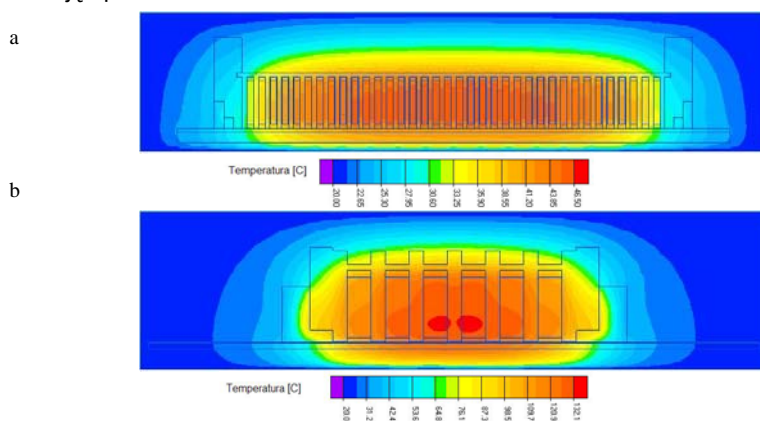 a
Temperatura [C]
20.00 22.65 25.30 27.95 30.60 33.25 35.90 38.55 41.20 43.85 46.50
b
Temperatura [C]
20.0 31.2 42.4 53.6 64.8 76.1 87.3 98.5 109.7 120.9 132.1